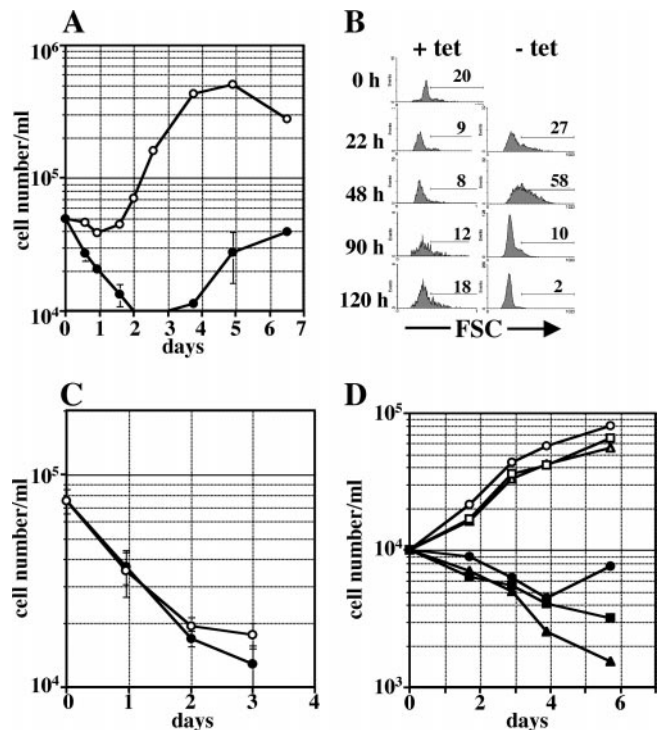 A
10⁶
10⁵
10⁴
cell number/ml
0 1 2 3 4 5 6 7
days
B
+ tet - tet
0 h 20
22 h 9 27
48 h 8 58
90 h 12 10
120 h 18 2
FSC
C
10⁵
10⁴
cell number/ml
0 1 2 3 4
days
D
10⁵
10⁴
10³
cell number/ml
0 2 4 6
days